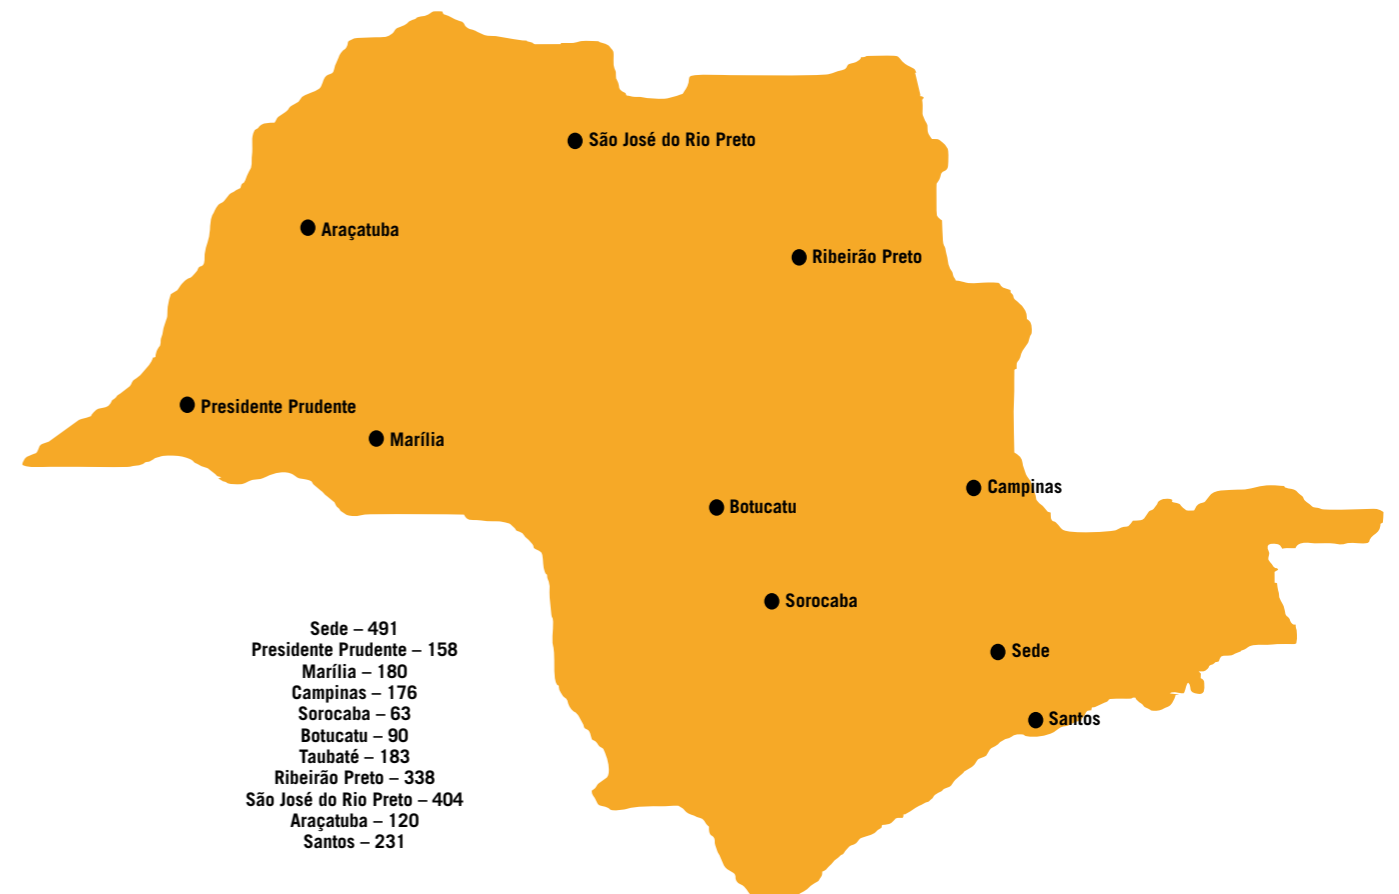 São José do Rio Preto
Araçatuba
Ribeirão Preto
Presidente Prudente
Marília
Campinas
Botucatu
Sorocaba
Sede
Santos
Sede – 491
Presidente Prudente – 158
Marília – 180
Campinas – 176
Sorocaba – 63
Botucatu – 90
Taubaté – 183
Ribeirão Preto – 338
São José do Rio Preto – 404
Araçatuba – 120
Santos – 231